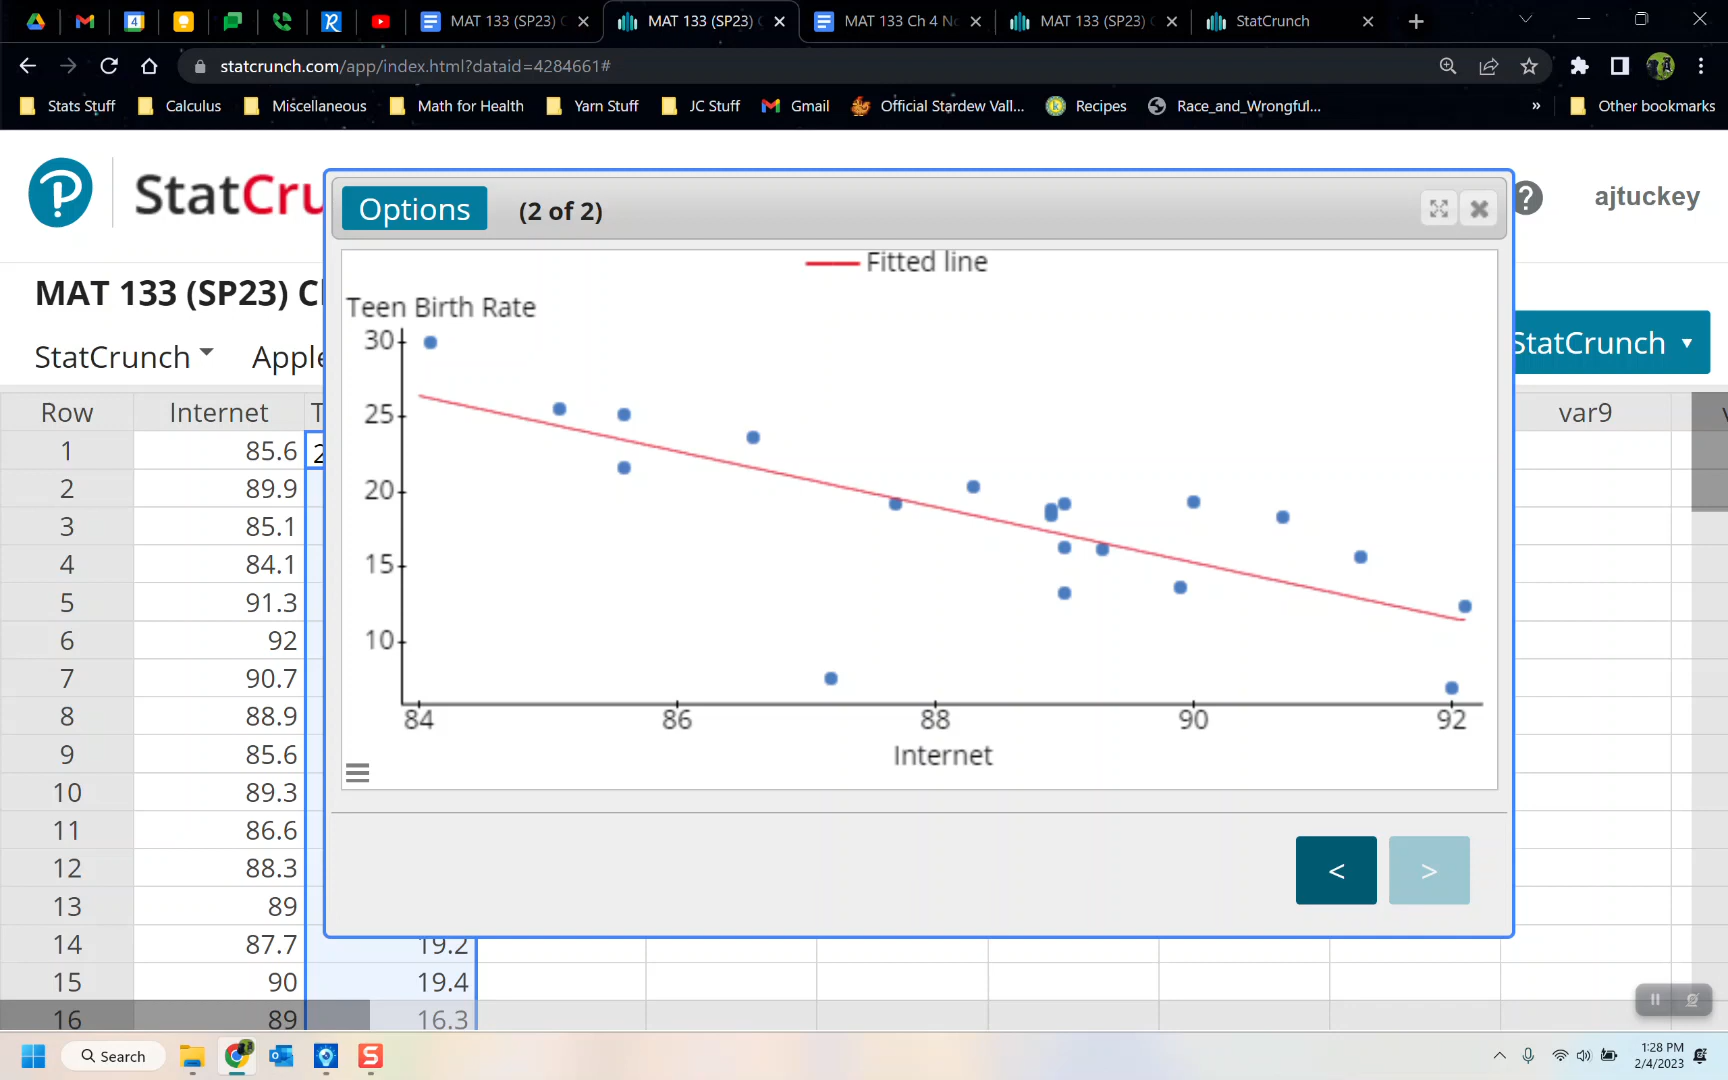 MAT 133 (SP23) C
MAT 133 (SP23)
MAT 133 Ch 4 N
MAT 133 (SP23) C
StatCrunch
statcrunch.com/app/index.html?dataid=4284661#
Stats Stuff
Calculus
Miscellaneous
Math for Health
Yarn Stuff
JC Stuff
Gmail
Official Stardew Vall...
Recipes
Race_and_Wrongful...
»
Other bookmarks
StatCru
ajtuckey
Options
(2 of 2)
MAT 133 (SP23) C
StatCrunch
Apple
StatCrunch
Fitted line
Teen Birth Rate
30
25
20
15
10
84 86 88 90 92
Internet
< >
Row Internet T var9
1 85.6 2
2 89.9
3 85.1
4 84.1
5 91.3
6 92
7 90.7
8 88.9
9 85.6
10 89.3
11 86.6
12 88.3
13 89
14 87.7 19.2
15 90 19.4
16 89 16.3
Search
1:28 PM
2/4/2023